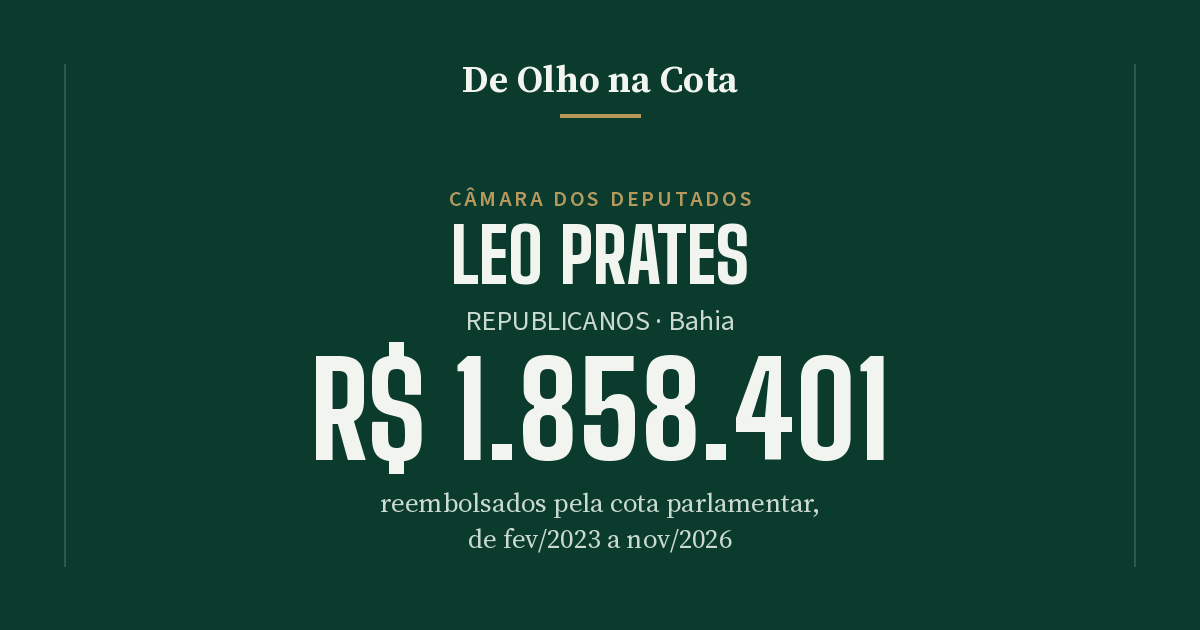 De Olho na Cota
CÂMARA DOS DEPUTADOS
LEO PRATES
REPUBLICANOS · Bahia
R$ 1.858.401
reembolsados pela cota parlamentar,
de fev/2023 a nov/2026